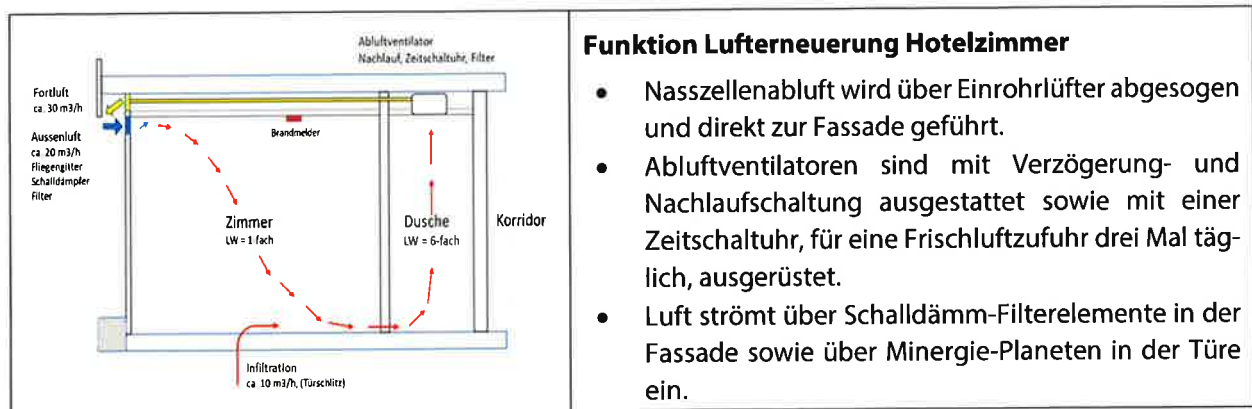 Abluftventilator
Nachlauf, Zeitschaltuhr, Filter
Fortluft
ca. 30 m3/h
Aussenluft
ca. 20 m3/h
Fliegengitter
Schalldämpfer
Filter
Brandmelder
Zimmer
LW = 1-fach
Dusche
LW = 6-fach
Korridor
Infiltration
ca. 10 m3/h, (Türschlitz)
Funktion Lufterneuerung Hotelzimmer
• Nasszellenabluft wird über Einrohrlüfter abgesogen
und direkt zur Fassade geführt.
• Abluftventilatoren sind mit Verzögerung- und
Nachlaufschaltung ausgestattet sowie mit einer
Zeitschaltuhr, für eine Frischluftzufuhr drei Mal täg-
lich, ausgerüstet.
• Luft strömt über Schalldämm-Filterelemente in der
Fassade sowie über Minergie-Planeten in der Türe
ein.